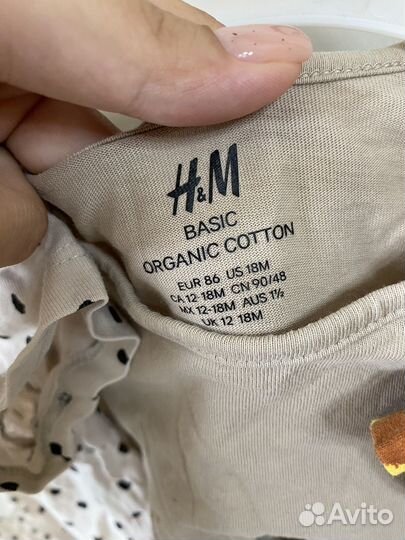 H&M
BASIC
ORGANIC COTTON
EUR 86 US 18M
CA 12-18M CN 90/48
MX 12-18M AUS 1½
UK 12-18M
Avito